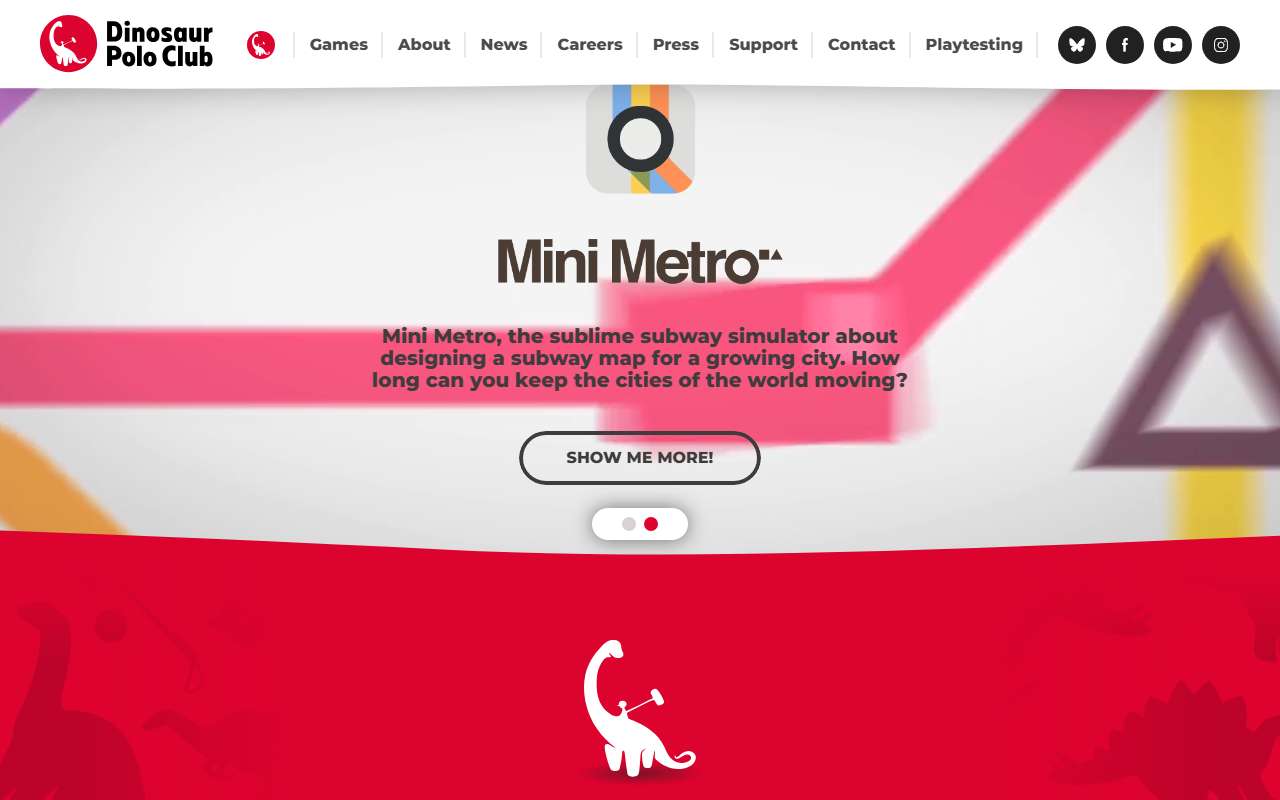 Dinosaur
Polo Club
Games About News Careers Press Support Contact Playtesting
Mini Metro
Mini Metro, the sublime subway simulator about
designing a subway map for a growing city. How
long can you keep the cities of the world moving?
SHOW ME MORE!